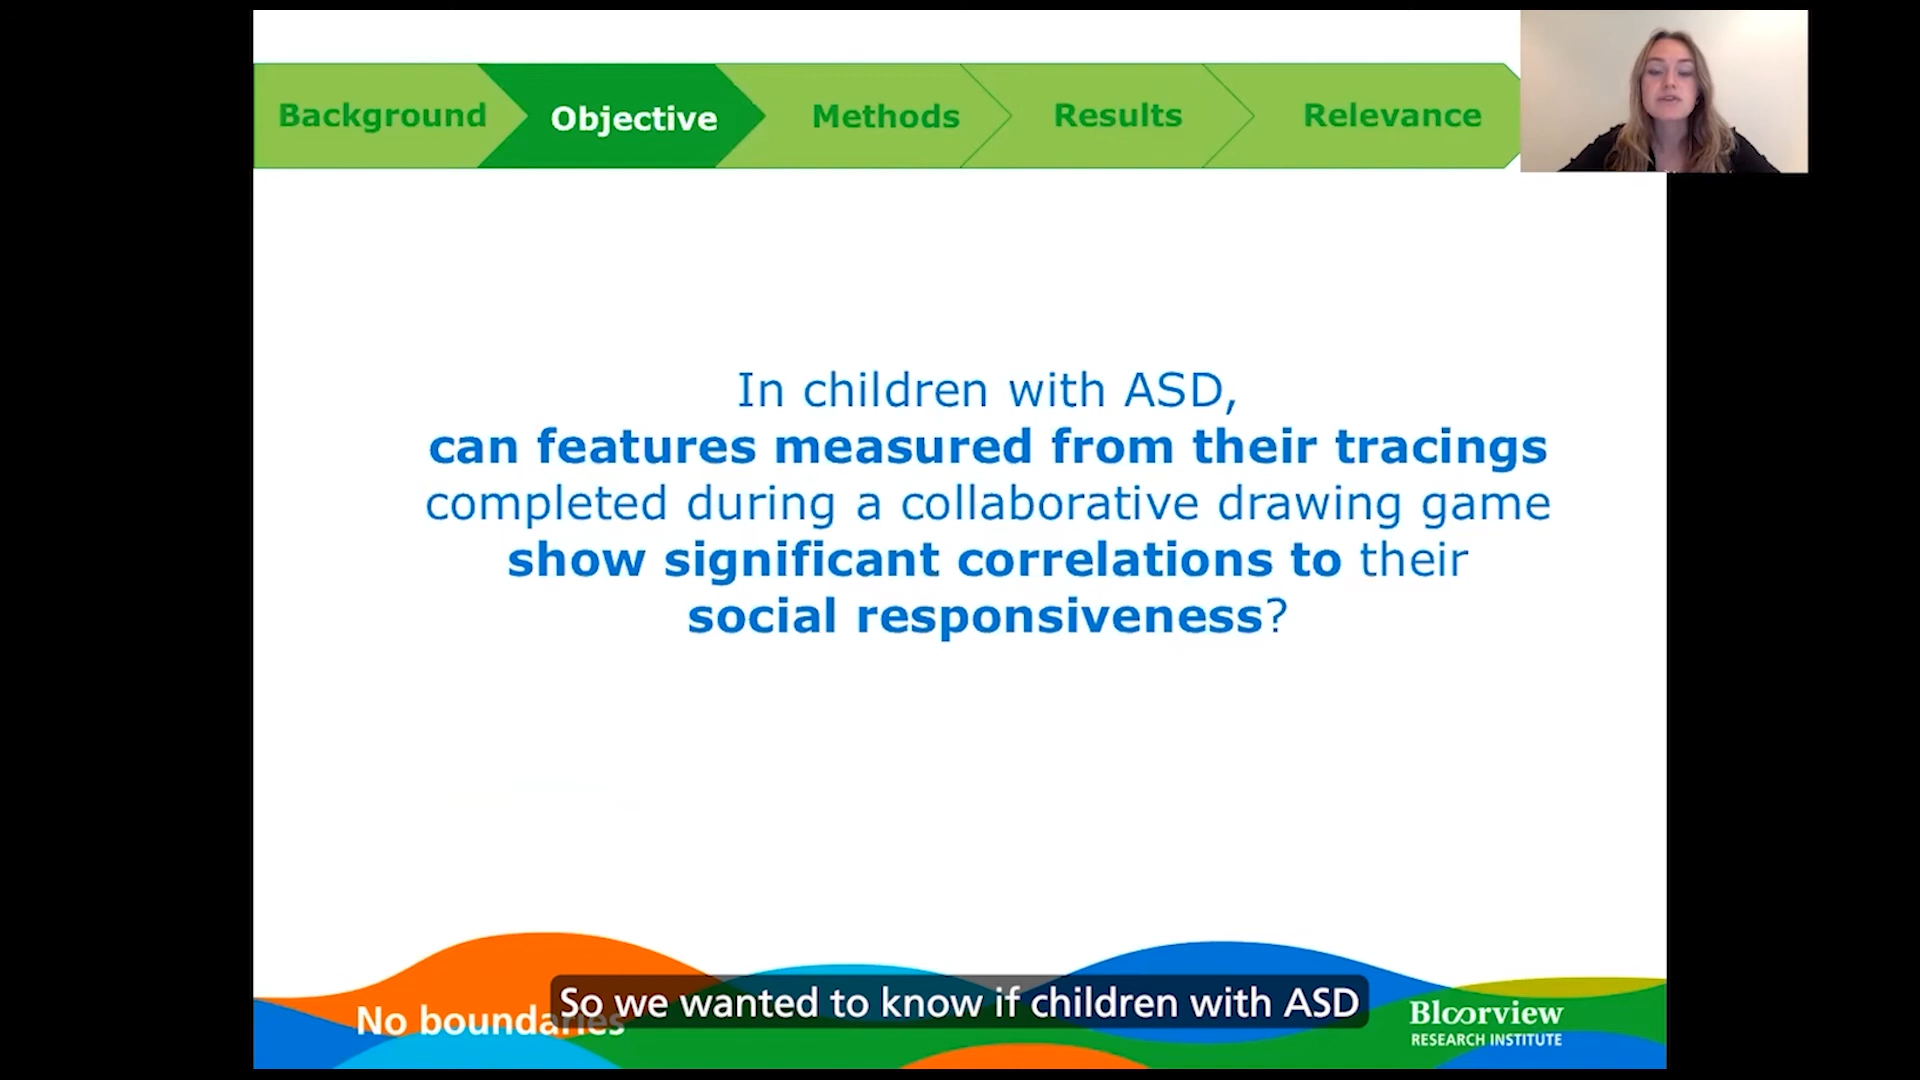 Background
Objective
Methods
Results
Relevance
In children with ASD,
can features measured from their tracings
completed during a collaborative drawing game
show significant correlations to their
social responsiveness?
No boundaries
So we wanted to know if children with ASD
Bloorview
RESEARCH INSTITUTE